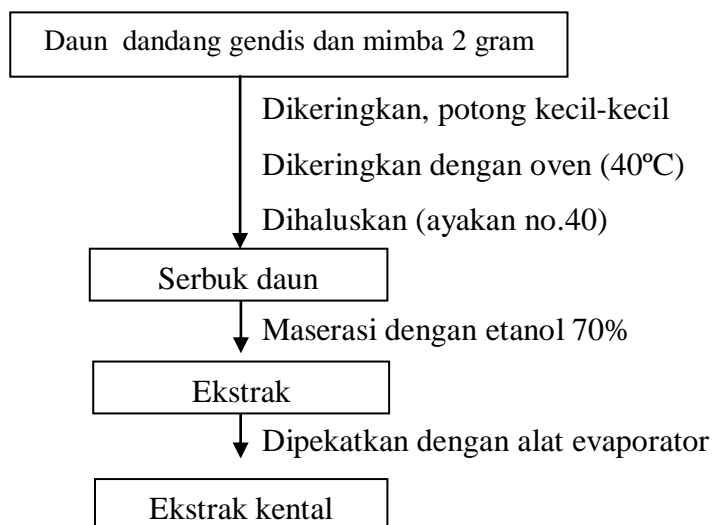 Daun dandang gendis dan mimba 2 gram
Dikeringkan, potong kecil-kecil
Dikeringkan dengan oven (40ºC)
Dihaluskan (ayakan no.40)
Serbuk daun
Maserasi dengan etanol 70%
Ekstrak
Dipekatkan dengan alat evaporator
Ekstrak kental